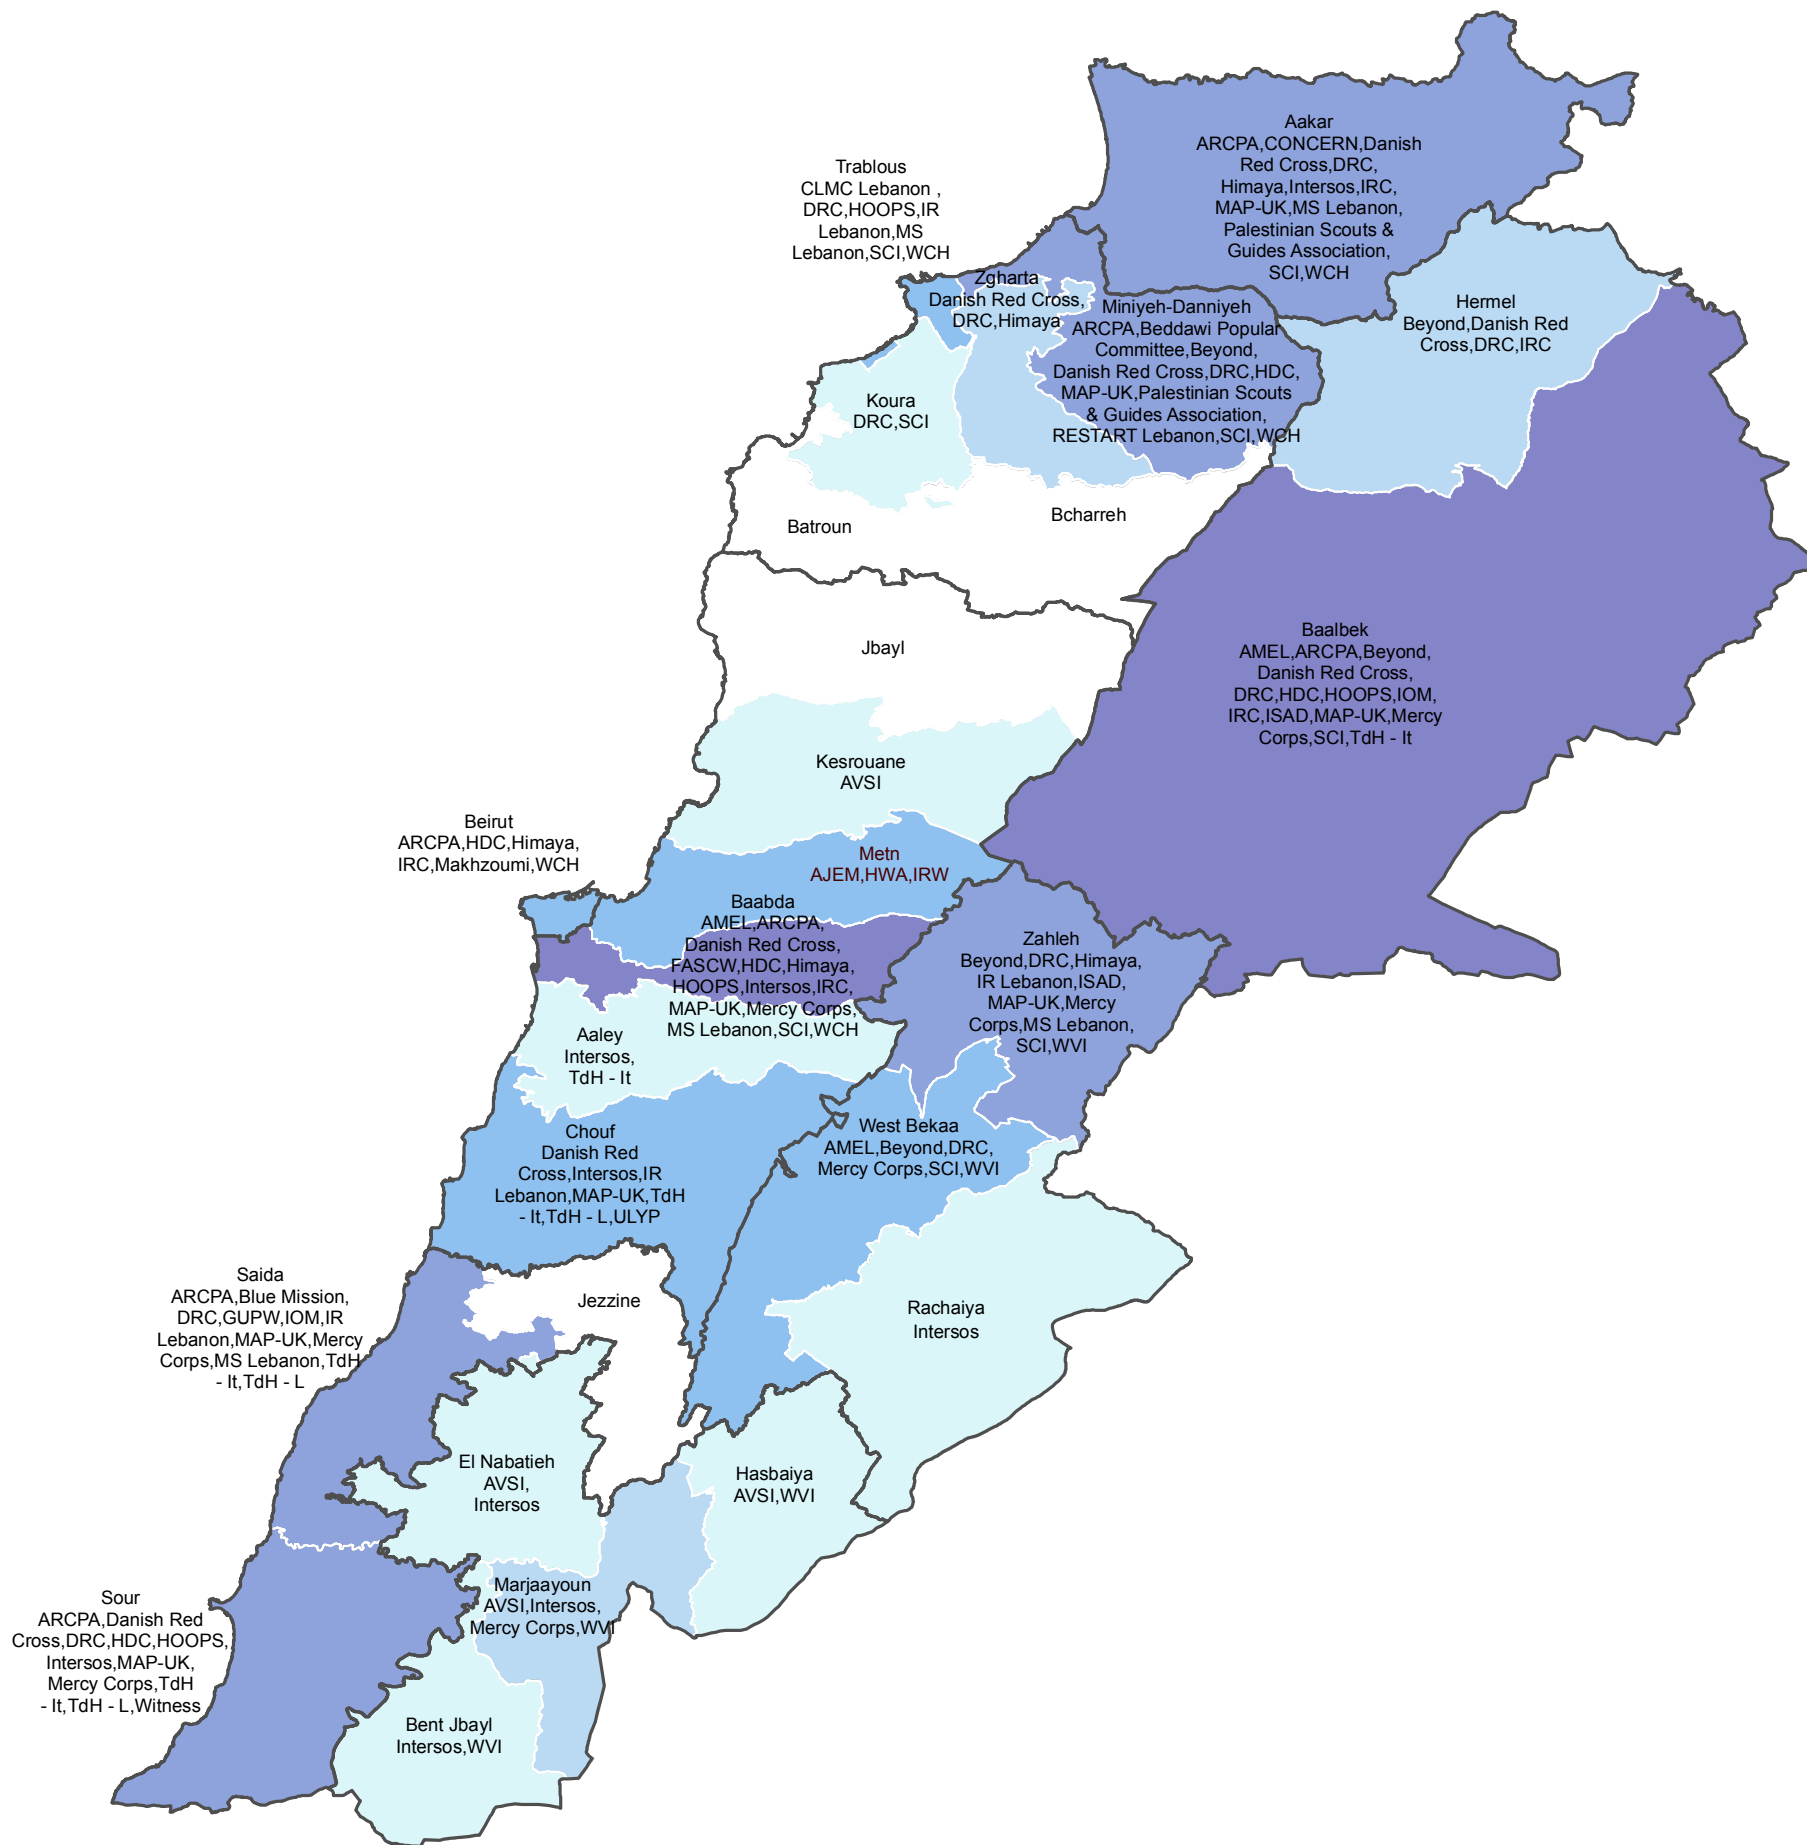 Aakar
ARCPA,CONCERN,Danish
Red Cross,DRC,
Himaya,Intersos,IRC,
MAP-UK,MS Lebanon,
Palestinian Scouts &
Guides Association,
SCI,WCH
Trablous
CLMC Lebanon ,
DRC,HOOPS,IR
Lebanon,MS
Lebanon,SCI,WCH
Zgharta
Danish Red Cross,
DRC,Himaya
Miniyeh-Danniyeh
ARCPA,Beddawi Popular
Committee,Beyond,
Danish Red Cross,DRC,HDC,
MAP-UK,Palestinian Scouts
& Guides Association,
RESTART Lebanon,SCI,WCH
Hermel
Beyond,Danish Red
Cross,DRC,IRC
Koura
DRC,SCI
Batroun
Bcharreh
Jbayl
Baalbek
AMEL,ARCPA,Beyond,
Danish Red Cross,
DRC,HDC,HOOPS,IOM,
IRC,ISAD,MAP-UK,Mercy
Corps,SCI,TdH - It
Kesrouane
AVSI
Beirut
ARCPA,HDC,Himaya,
IRC,Makhzoumi,WCH
Metn
AJEM,HWA,IRW
Baabda
AMEL,ARCPA,
Danish Red Cross,
FASCW,HDC,Himaya,
HOOPS,Intersos,IRC,
MAP-UK,Mercy Corps,
MS Lebanon,SCI,WCH
Zahleh
Beyond,DRC,Himaya,
IR Lebanon,ISAD,
MAP-UK,Mercy
Corps,MS Lebanon,
SCI,WVI
Aaley
Intersos,
TdH - It
Chouf
Danish Red
Cross,Intersos,IR
Lebanon,MAP-UK,TdH
- It,TdH - L,ULYP
West Bekaa
AMEL,Beyond,DRC,
Mercy Corps,SCI,WVI
Saida
ARCPA,Blue Mission,
DRC,GUPW,IOM,IR
Lebanon,MAP-UK,Mercy
Corps,MS Lebanon,TdH
- It,TdH - L
Jezzine
Rachaiya
Intersos
El Nabatieh
AVSI,
Intersos
Hasbaiya
AVSI,WVI
Sour
ARCPA,Danish Red
Cross,DRC,HDC,HOOPS,
Intersos,MAP-UK,
Mercy Corps,TdH
- It,TdH - L,Witness
Marjaayoun
AVSI,Intersos,
Mercy Corps,WVI
Bent Jbayl
Intersos,WVI